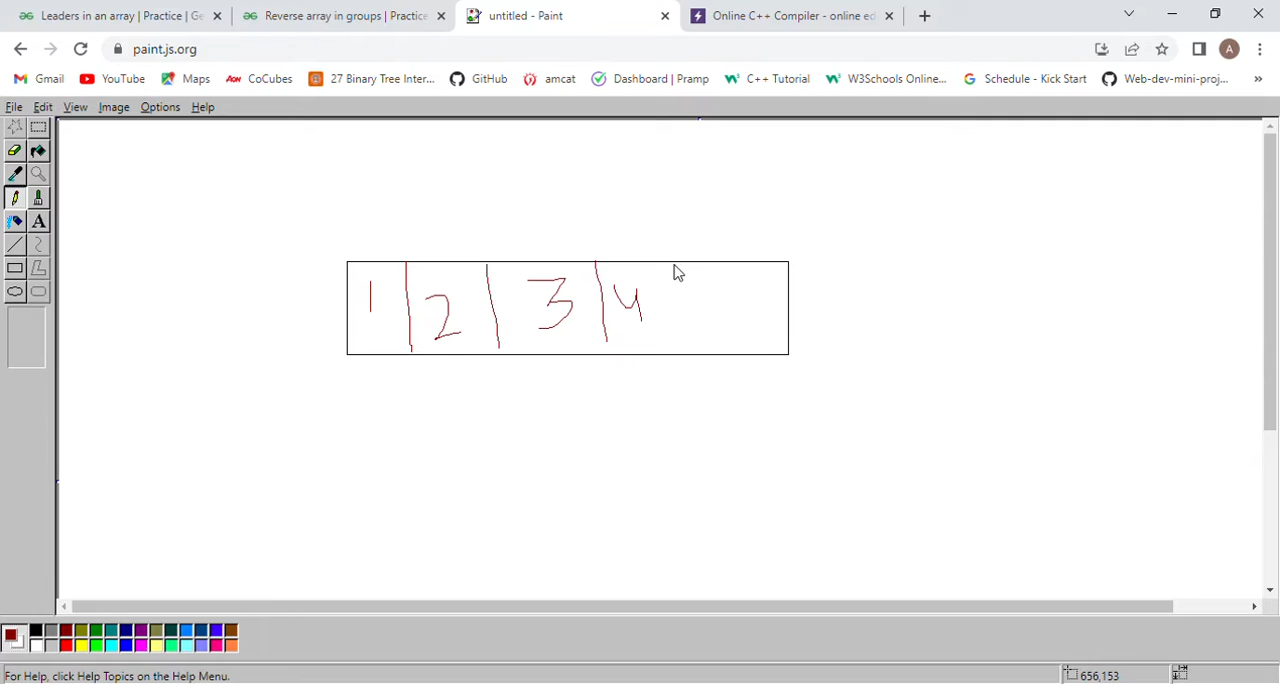 Leaders in an array | Practice | Ge
Reverse array in groups | Practice
untitled - Paint
Online C++ Compiler - online ed
paint.js.org
A
Gmail
YouTube
Maps
AON CoCubes
27 Binary Tree Inter...
GitHub
amcat
Dashboard | Pramp
C++ Tutorial
W3Schools Online...
Schedule - Kick Start
Web-dev-mini-proj...
»
File Edit View Image Options Help
A
1 2 3 4
For Help, click Help Topics on the Help Menu.
656,153